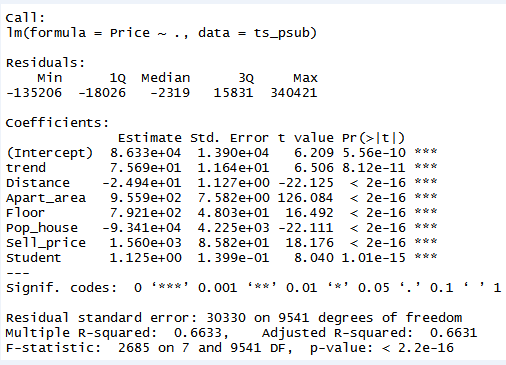 Call:
lm(formula = Price ~ ., data = ts_psub)
Residuals:
Min 1Q Median 3Q Max
-135206 -18026 -2319 15831 340421
Coefficients:
Estimate Std. Error t value Pr(>|t|)
(Intercept) 8.633e+04 1.390e+04 6.209 5.56e-10 ***
trend 7.569e+01 1.164e+01 6.506 8.12e-11 ***
Distance -2.494e+01 1.127e+00 -22.125 < 2e-16 ***
Apart_area 9.559e+02 7.582e+00 126.084 < 2e-16 ***
Floor 7.921e+02 4.803e+01 16.492 < 2e-16 ***
Pop_house -9.341e+04 4.225e+03 -22.111 < 2e-16 ***
Sell_price 1.560e+03 8.582e+01 18.176 < 2e-16 ***
Student 1.125e+00 1.399e-01 8.040 1.01e-15 ***
---
Signif. codes: 0 ‘***’ 0.001 ‘**’ 0.01 ‘*’ 0.05 ‘.’ 0.1 ‘ ’ 1
Residual standard error: 30330 on 9541 degrees of freedom
Multiple R-squared: 0.6633, Adjusted R-squared: 0.6631
F-statistic: 2685 on 7 and 9541 DF, p-value: < 2.2e-16